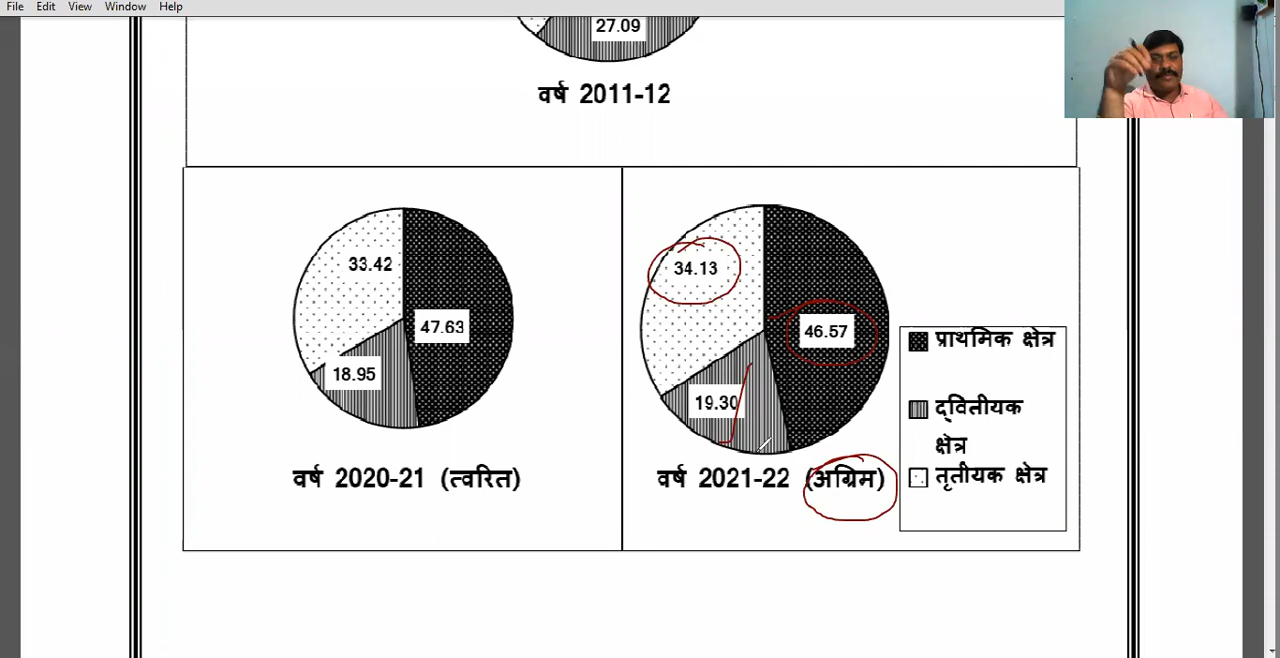 File Edit View Window Help
27.09
वर्ष 2011-12
33.42
47.63
18.95
वर्ष 2020-21 (त्वरित)
34.13
46.57
19.30
वर्ष 2021-22 (अग्रिम)
प्राथमिक क्षेत्र
द्वितीयक
क्षेत्र
तृतीयक क्षेत्र